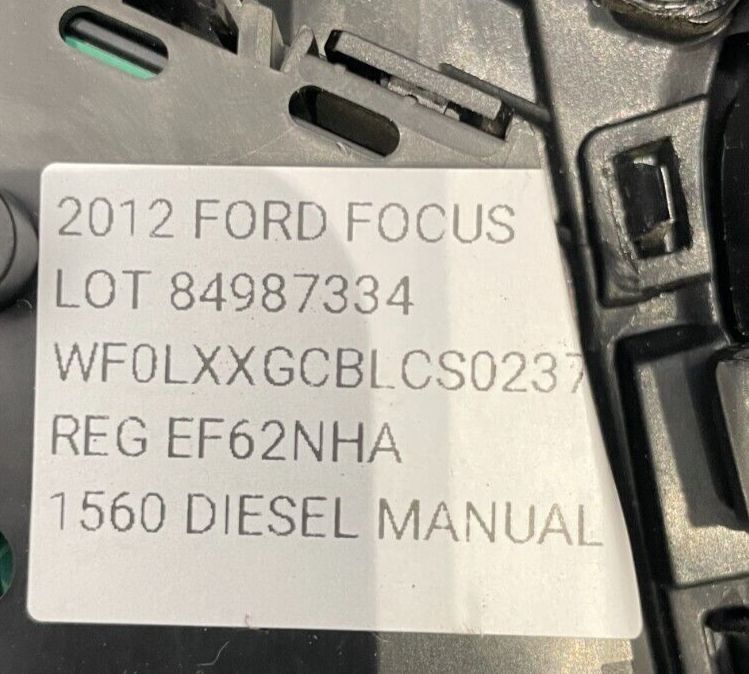 2012 FORD FOCUS
LOT 84987334
WF0LXXGCBLCS0237
REG EF62NHA
1560 DIESEL MANUAL